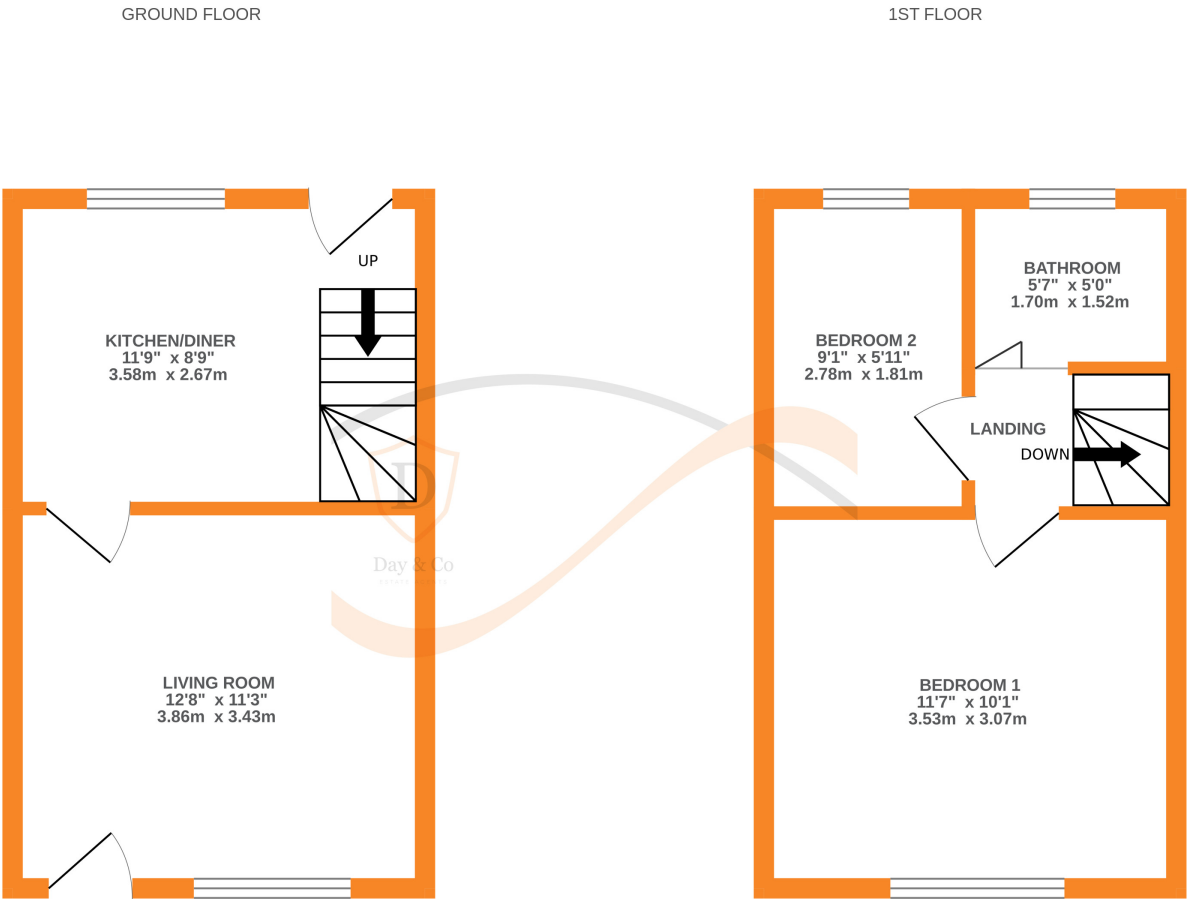 GROUND FLOOR
1ST FLOOR
UP
KITCHEN/DINER
11'9" x 8'9"
3.58m x 2.67m
LIVING ROOM
12'8" x 11'3"
3.86m x 3.43m
D
Day & Co
BATHROOM
5'7" x 5'0"
1.70m x 1.52m
BEDROOM 2
9'1" x 5'11"
2.78m x 1.81m
LANDING
DOWN
BEDROOM 1
11'7" x 10'1"
3.53m x 3.07m